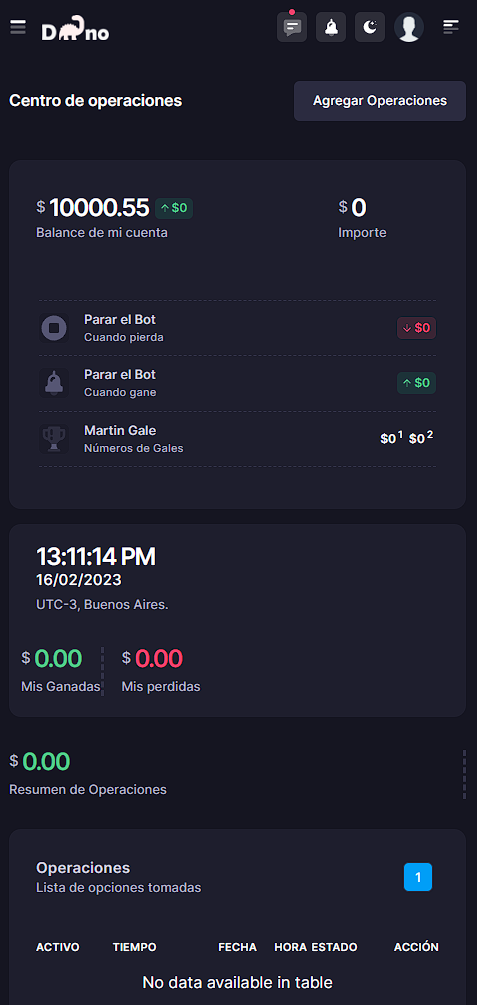 D no
Centro de operaciones
Agregar Operaciones
$ 10000.55 ↑ $0
Balance de mi cuenta
$ 0
Importe
Parar el Bot
Cuando pierda
↓ $0
Parar el Bot
Cuando gane
↑ $0
Martin Gale
Números de Gales
$0 1 $0 2
13:11:14 PM
16/02/2023
UTC-3, Buenos Aires.
$ 0.00
Mis Ganadas
$ 0.00
Mis perdidas
$ 0.00
Resumen de Operaciones
Operaciones
Lista de opciones tomadas
1
ACTIVO TIEMPO FECHA HORA ESTADO ACCIÓN
No data available in table